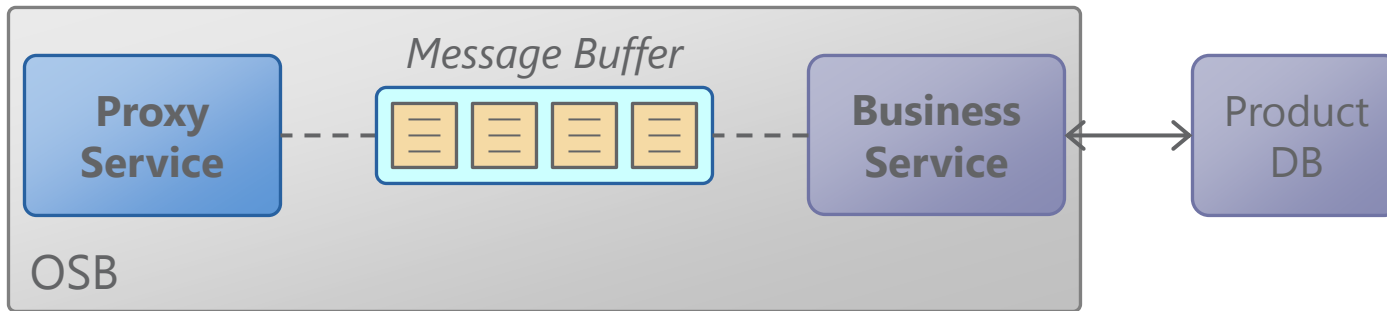 Message Buffer
Proxy
Service
Business
Service
Product
DB
OSB